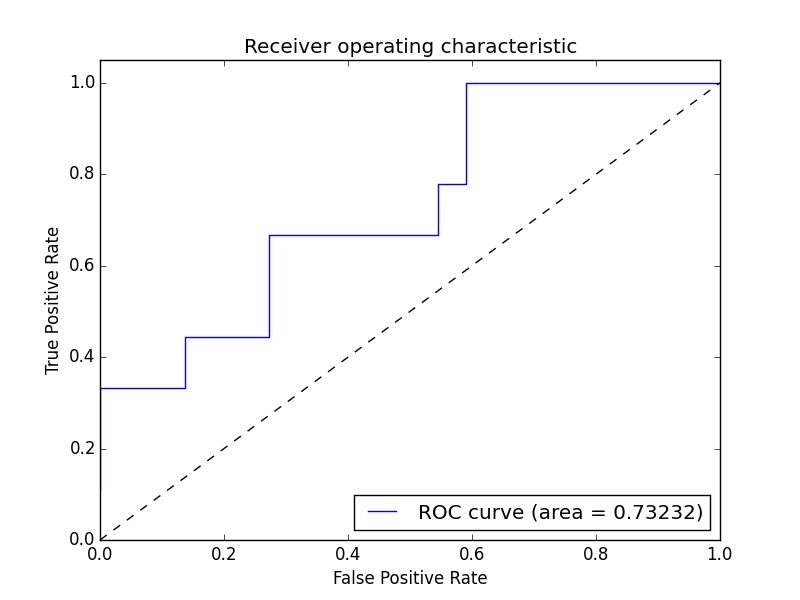 Receiver operating characteristic
True Positive Rate
1.0
0.8
0.6
0.4
0.2
0.0
ROC curve (area = 0.73232)
0.0 0.2 0.4 0.6 0.8 1.0
False Positive Rate